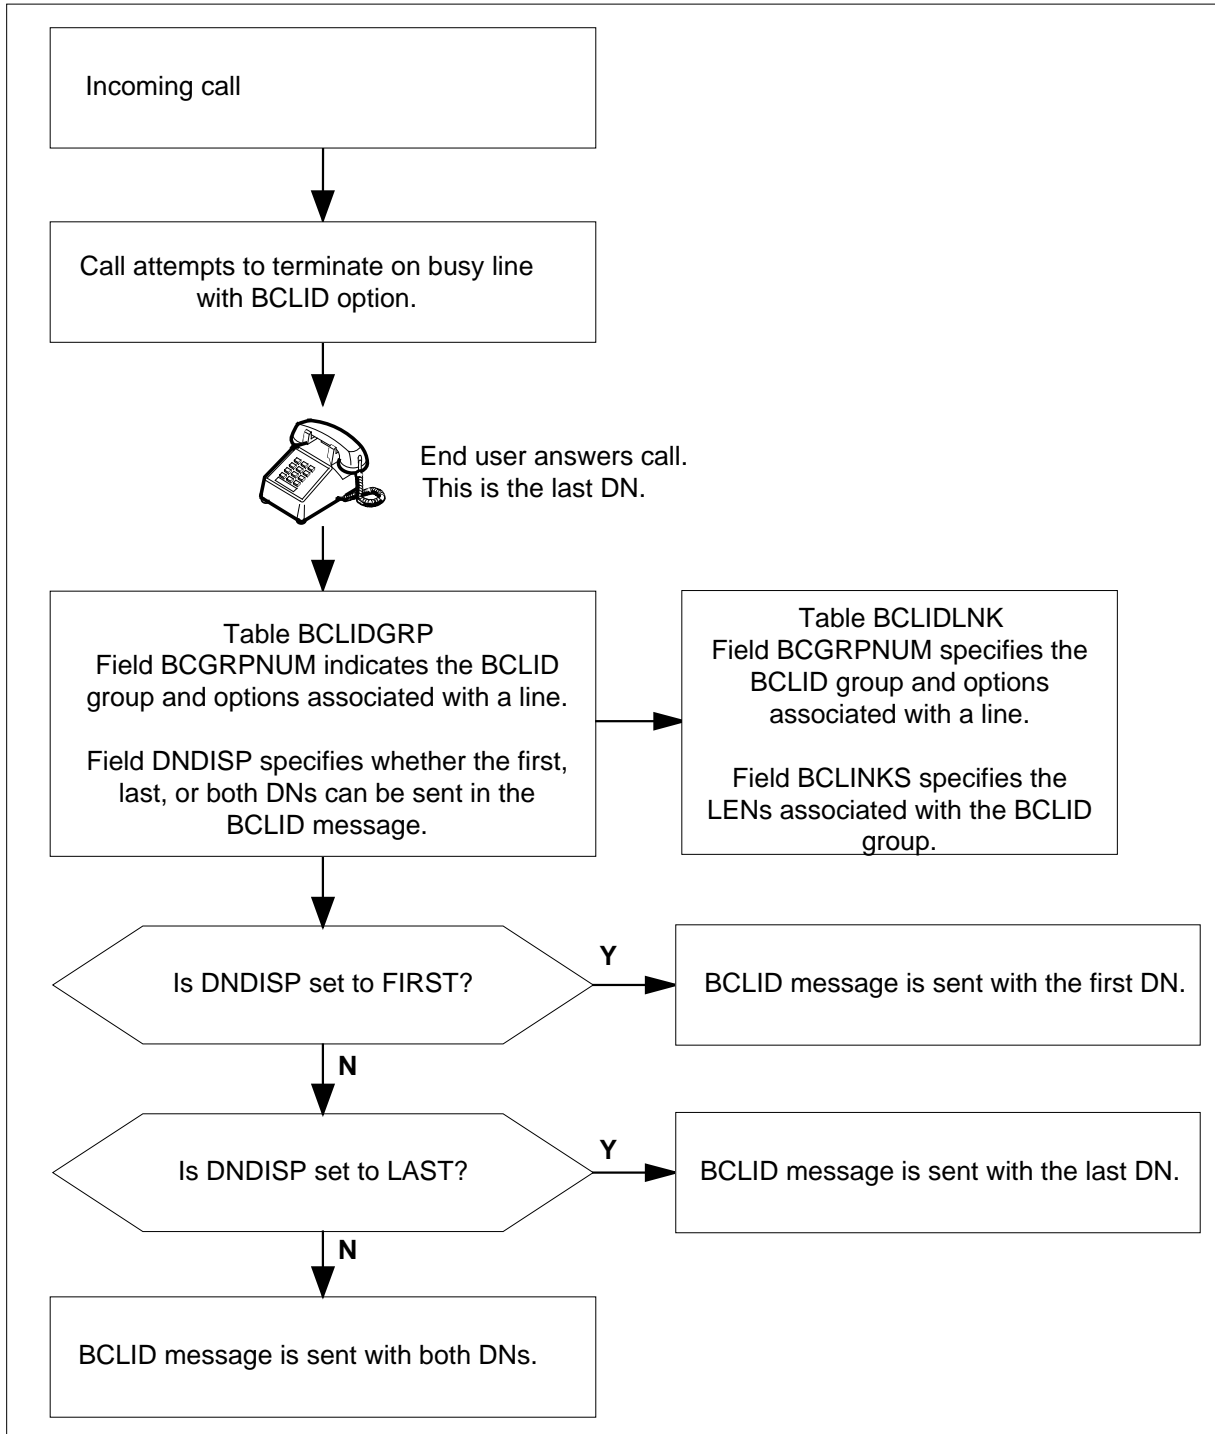 Incoming call
Call attempts to terminate on busy line
with BCLID option.
End user answers call.
This is the last DN.
Table BCLIDGRP
Field BCGRPNUM indicates the BCLID
group and options associated with a line.
Field DNDISP specifies whether the first,
last, or both DNs can be sent in the
BCLID message.
Table BCLIDLNK
Field BCGRPNUM specifies the
BCLID group and options
associated with a line.
Field BCLINKS specifies the
LENs associated with the BCLID
group.
Is DNDISP set to FIRST?
Y
BCLID message is sent with the first DN.
N
Is DNDISP set to LAST?
Y
BCLID message is sent with the last DN.
N
BCLID message is sent with both DNs.